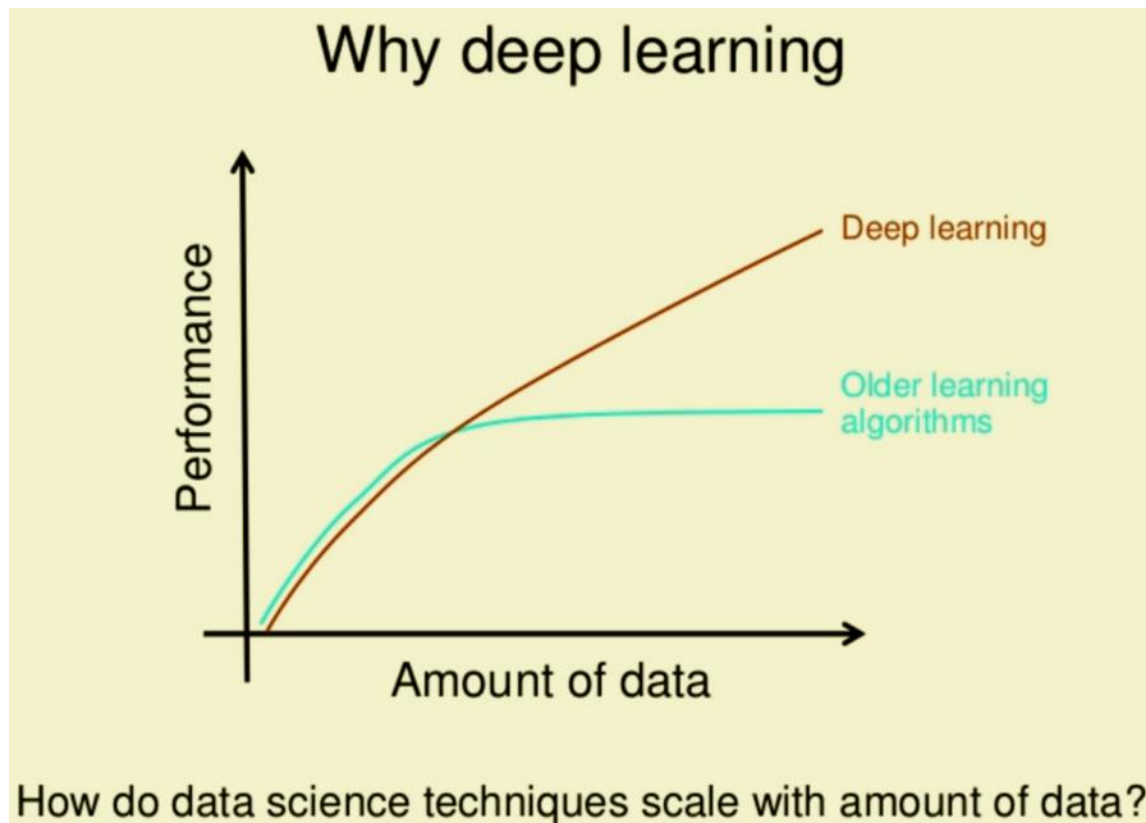 Why deep learning
Performance
Deep learning
Older learning
algorithms
Amount of data
How do data science techniques scale with amount of data?